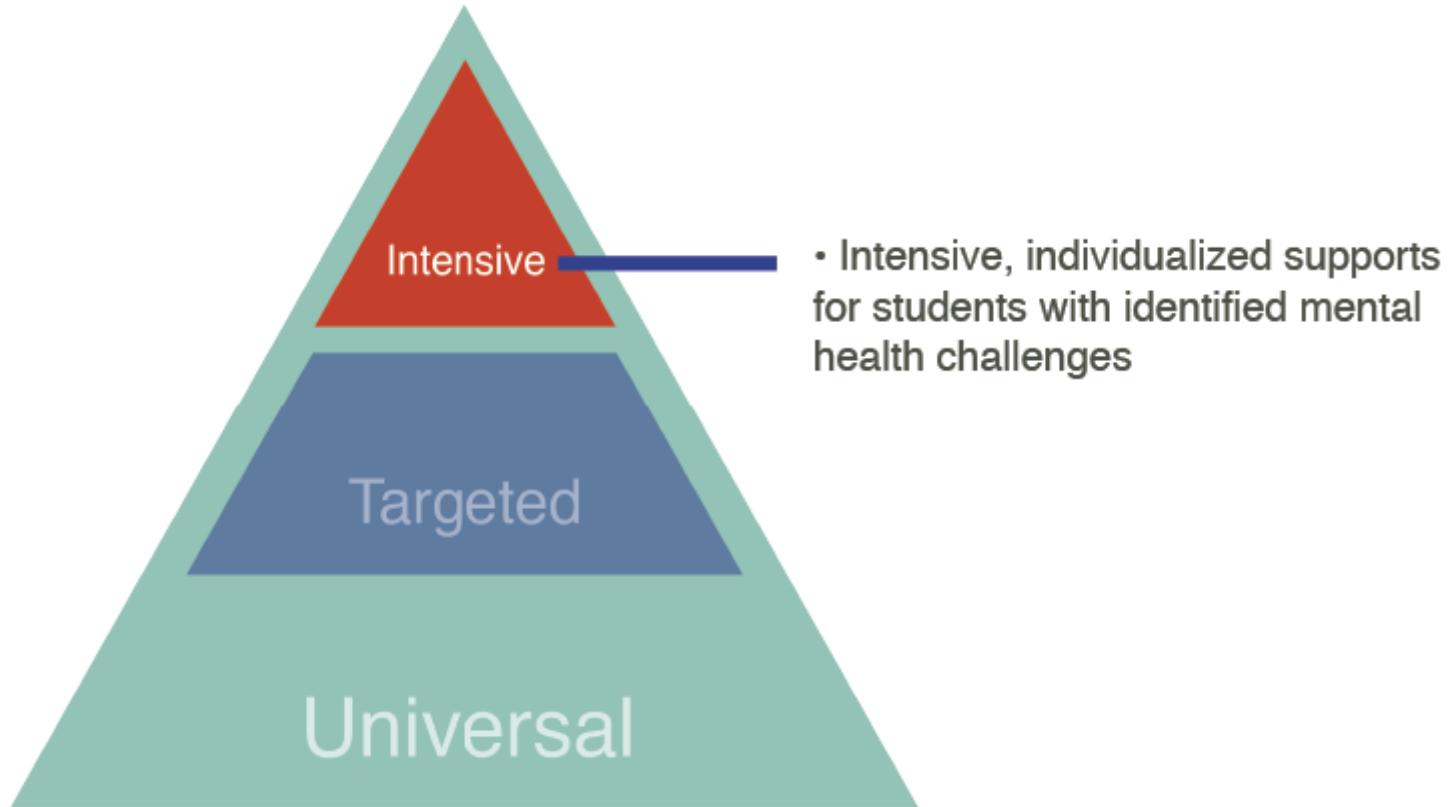 Intensive
• Intensive, individualized supports
for students with identified mental
health challenges
Targeted
Universal